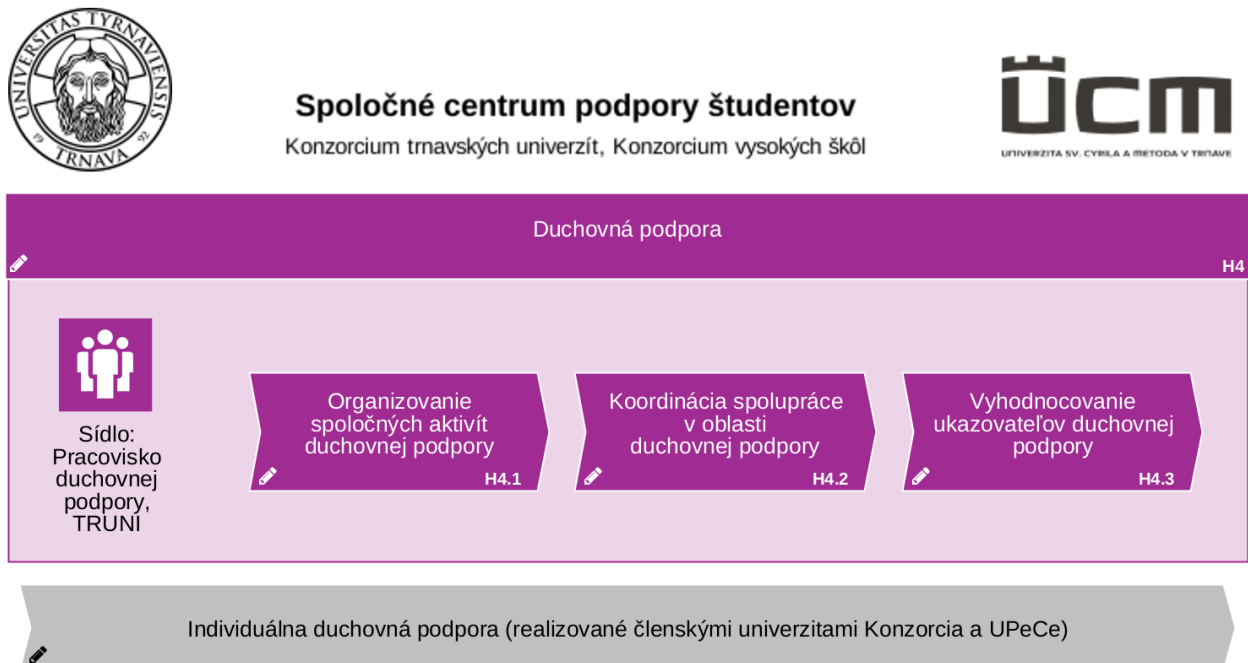 UNIVERSITAS TYRNAVIENSIS
19 92
TRNAVA
Spoločné centrum podpory študentov
Konzorcium trnavských univerzít, Konzorcium vysokých škôl
ÜCM
UNIVERZITA SV. CYRILA A METODA V TRNAVE
Duchovná podpora
H4
Sídlo:
Pracovisko
duchovnej
podpory,
TRUNI
Organizovanie
spoločných aktivít
duchovnej podpory
H4.1
Koordinácia spolupráce
v oblasti
duchovnej podpory
H4.2
Vyhodnocovanie
ukazovateľov duchovnej
podpory
H4.3
Individuálna duchovná podpora (realizované členskými univerzitami Konzorcia a UPeCe)